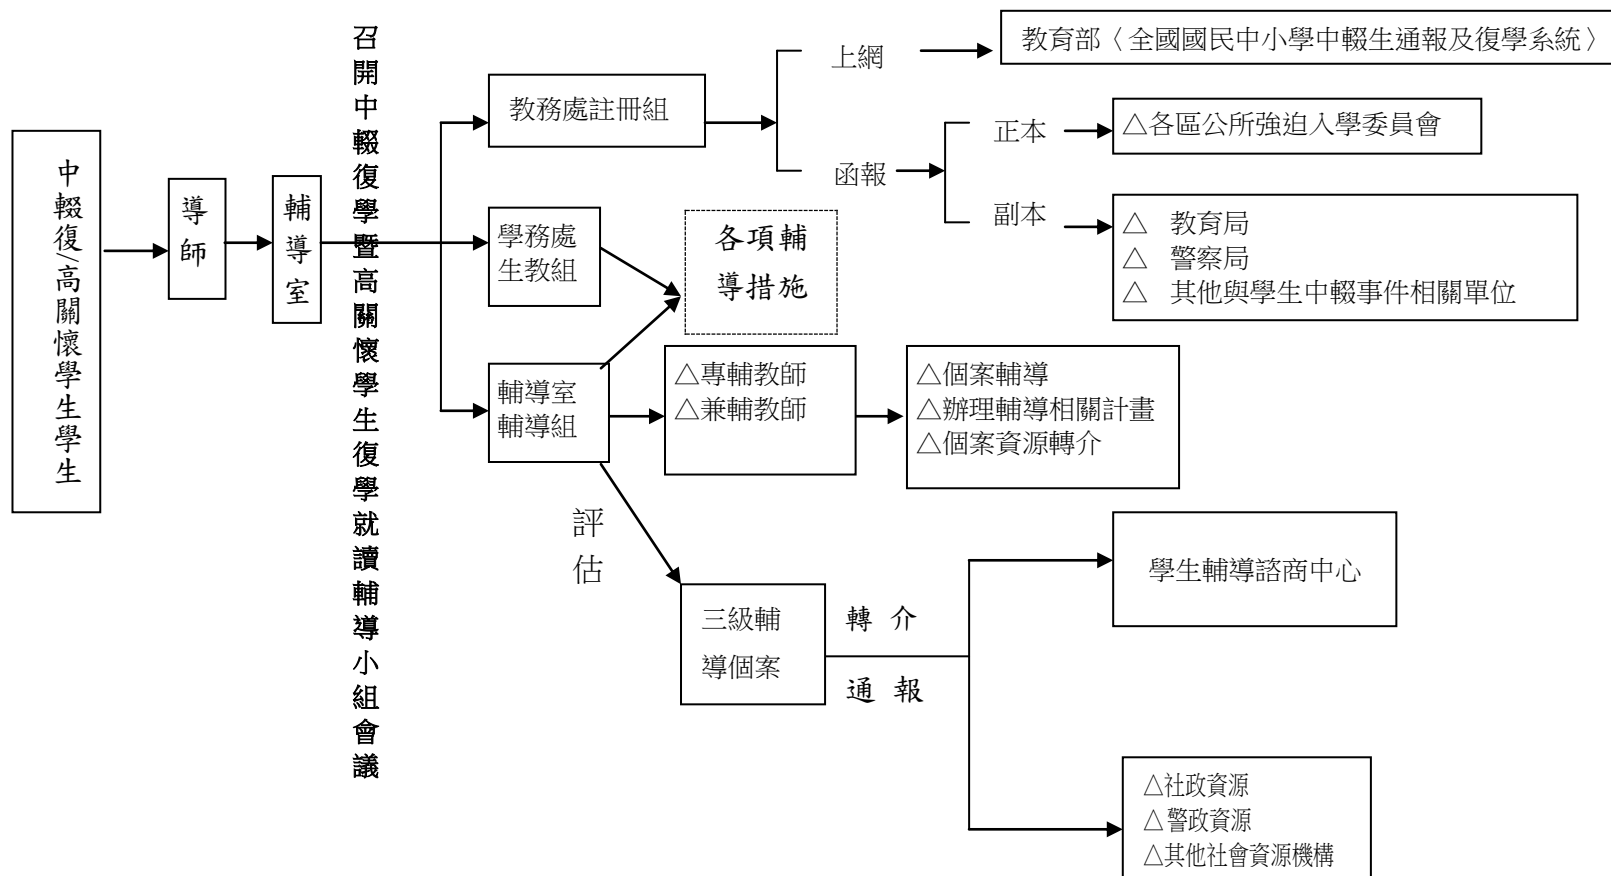 中輟復/高關懷學生學生
導師
輔導室
召開中輟復學暨高關懷學生復學就讀輔導小組會議
教務處註冊組
上網
教育部〈全國國民中小學中輟生通報及復學系統〉
函報
正本
△各區公所強迫入學委員會
副本
△ 教育局
△ 警察局
△ 其他與學生中輟事件相關單位
學務處
生教組
各項輔
導措施
輔導室
輔導組
△專輔教師
△兼輔教師
△個案輔導
△辦理輔導相關計畫
△個案資源轉介
評
估
三級輔
導個案
轉 介
通 報
學生輔導諮商中心
△社政資源
△警政資源
△其他社會資源機構